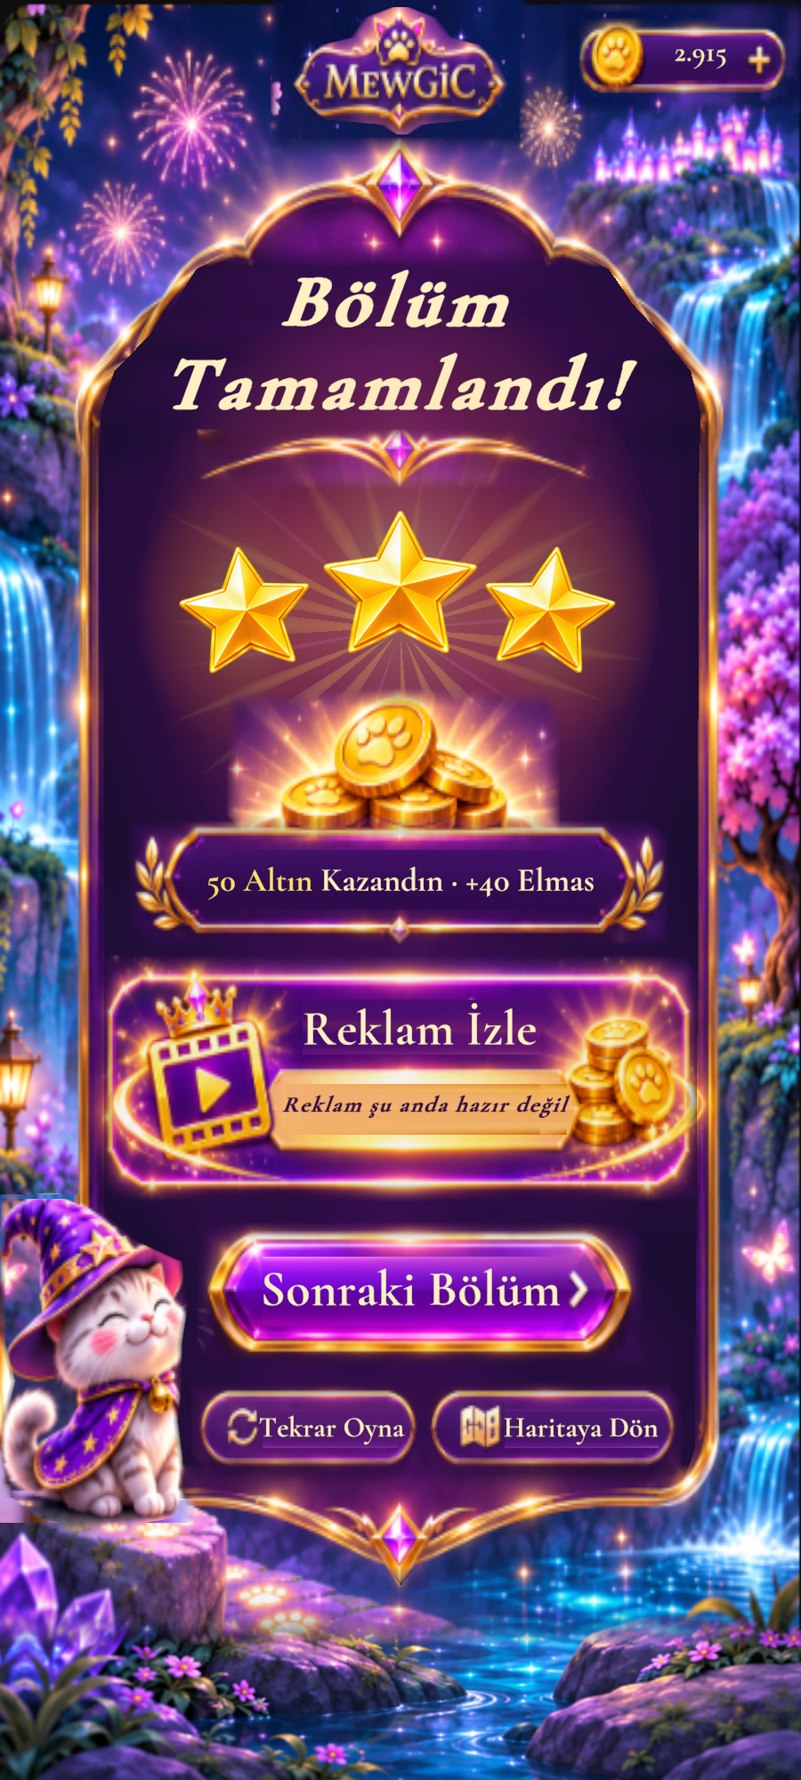 MEWGIC
2.915 +
Bölüm
Tamamlandı!
50 Altın Kazandın · +40 Elmas
Reklam İzle
Reklam şu anda hazır değil
Sonraki Bölüm
Tekrar Oyna
Haritaya Dön